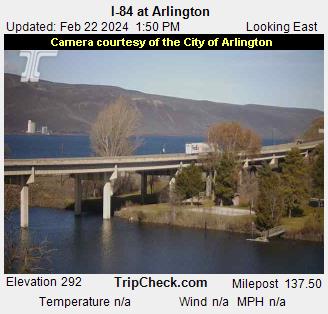 I-84 at Arlington
Updated: Feb 22 2024 1:50 PM Looking East
Camera courtesy of the City of Arlington
Elevation 292 TripCheck.com Milepost 137.50
Temperature n/a Wind n/a MPH n/a